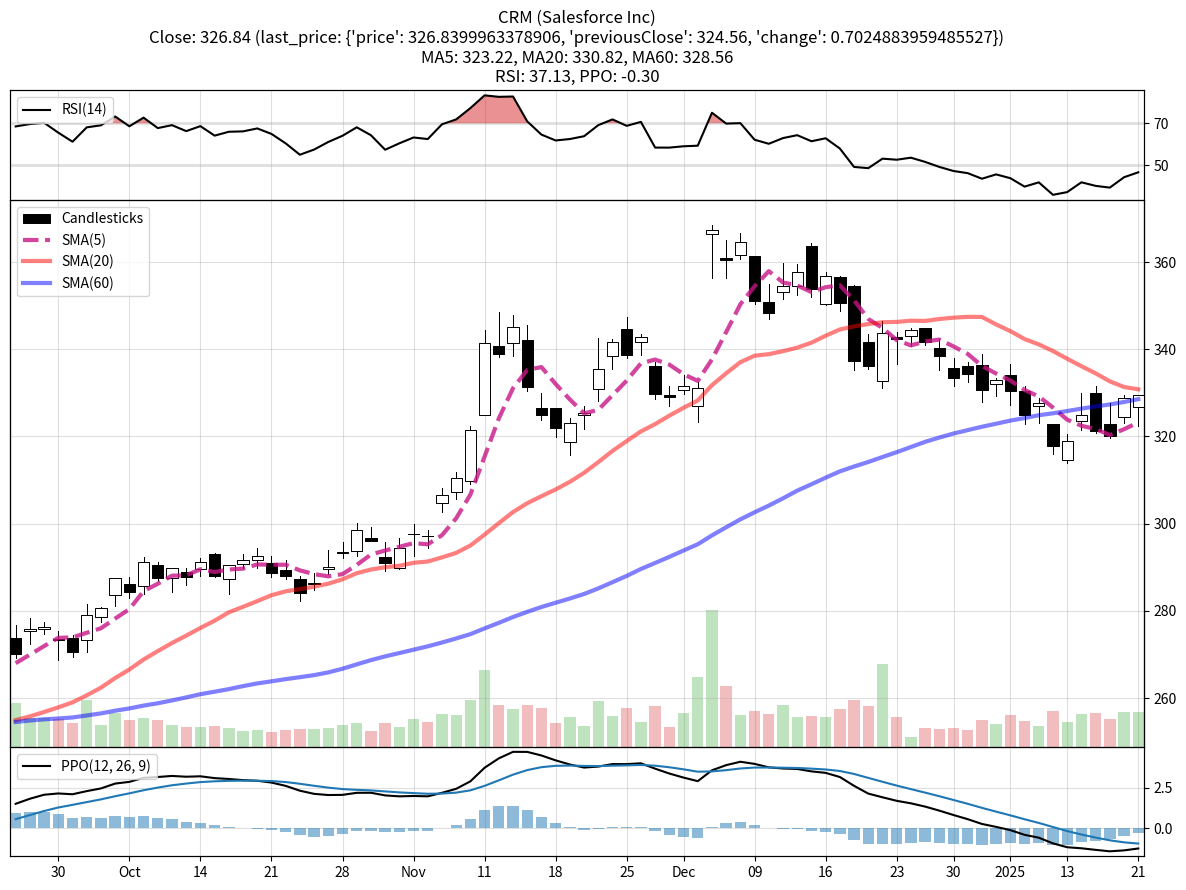 CRM (Salesforce Inc)
Close: 326.84 (last_price: {'price': 326.8399963378906, 'previousClose': 324.56, 'change': 0.7024883959485527})
MA5: 323.22, MA20: 330.82, MA60: 328.56
RSI: 37.13, PPO: -0.30
RSI(14)
70
50
Candlesticks
SMA(5)
SMA(20)
SMA(60)
360
340
320
300
280
260
PPO(12, 26, 9)
2.5
0.0
30 Oct 14 21 28 Nov 11 18 25 Dec 09 16 23 30 2025 13 21